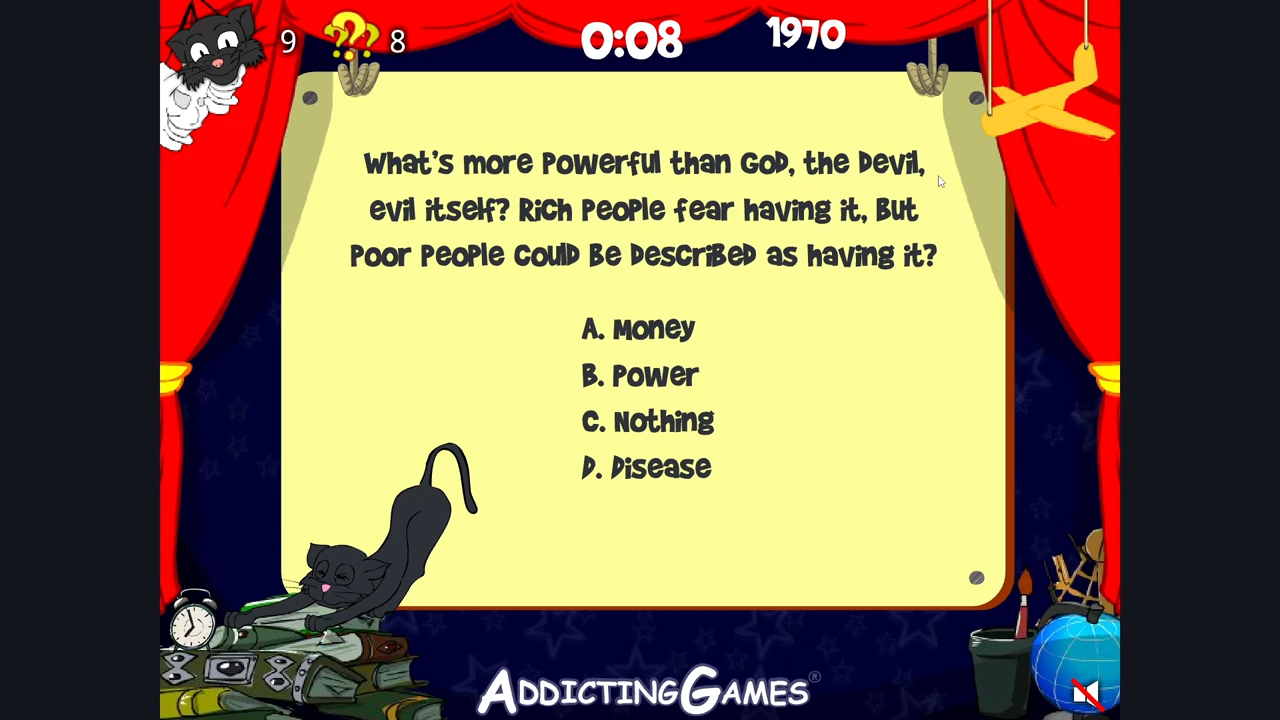 9 ?? 8 0:08 1970
What's more powerful than God, the Devil,
evil itself? Rich people fear having it, but
poor people could be described as having it?
A. Money
B. Power
C. Nothing
D. Disease
AddictingGames®